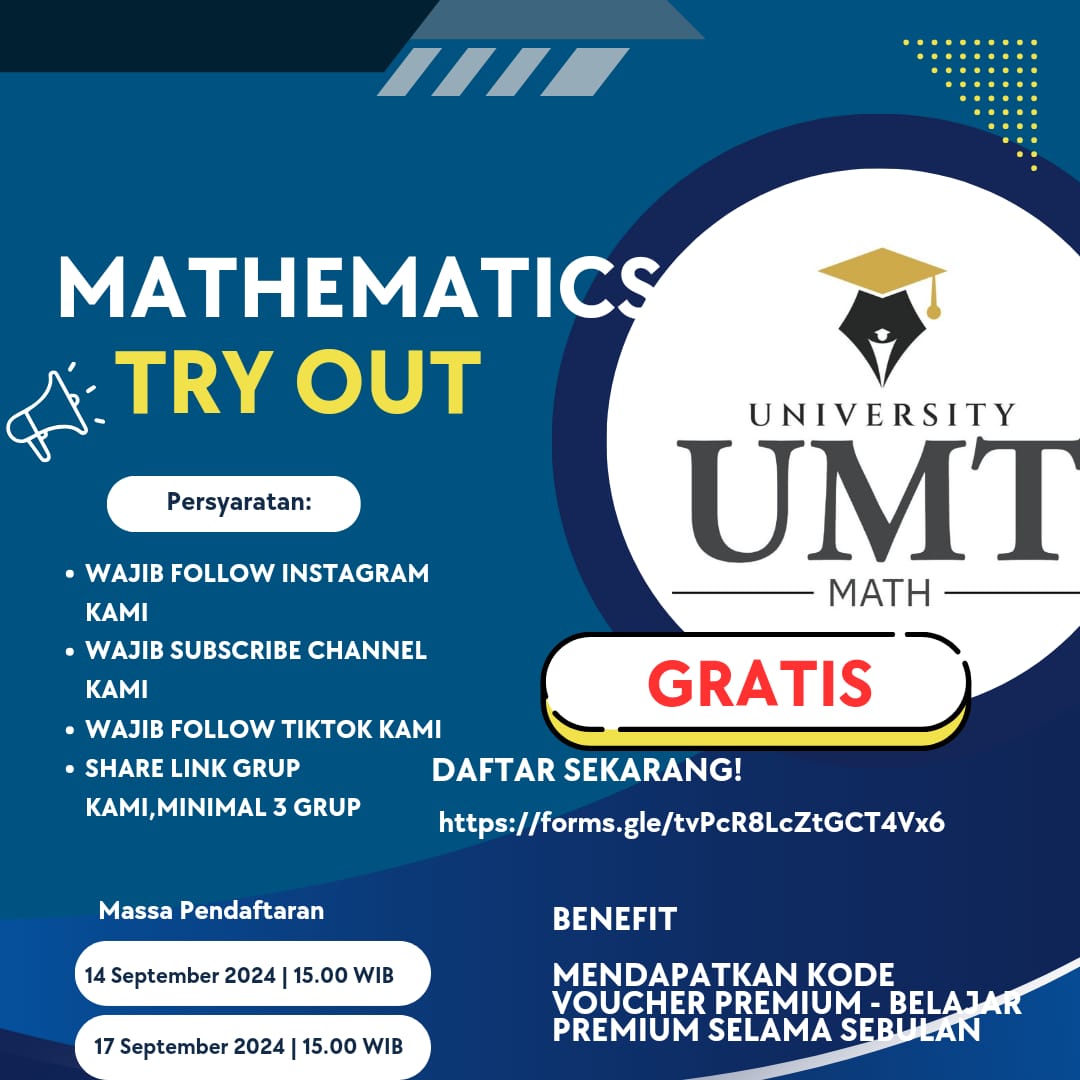 MATHEMATICS
TRY OUT
UNIVERSITY
UMT
MATH
Persyaratan:
• WAJIB FOLLOW INSTAGRAM
KAMI
• WAJIB SUBSCRIBE CHANNEL
KAMI
• WAJIB FOLLOW TIKTOK KAMI
• SHARE LINK GRUP
KAMI,MINIMAL 3 GRUP
GRATIS
DAFTAR SEKARANG!
https://forms.gle/tvPcR8LcZtGCT4Vx6
Massa Pendaftaran
14 September 2024 | 15.00 WIB
17 September 2024 | 15.00 WIB
BENEFIT
MENDAPATKAN KODE
VOUCHER PREMIUM - BELAJAR
PREMIUM SELAMA SEBULAN